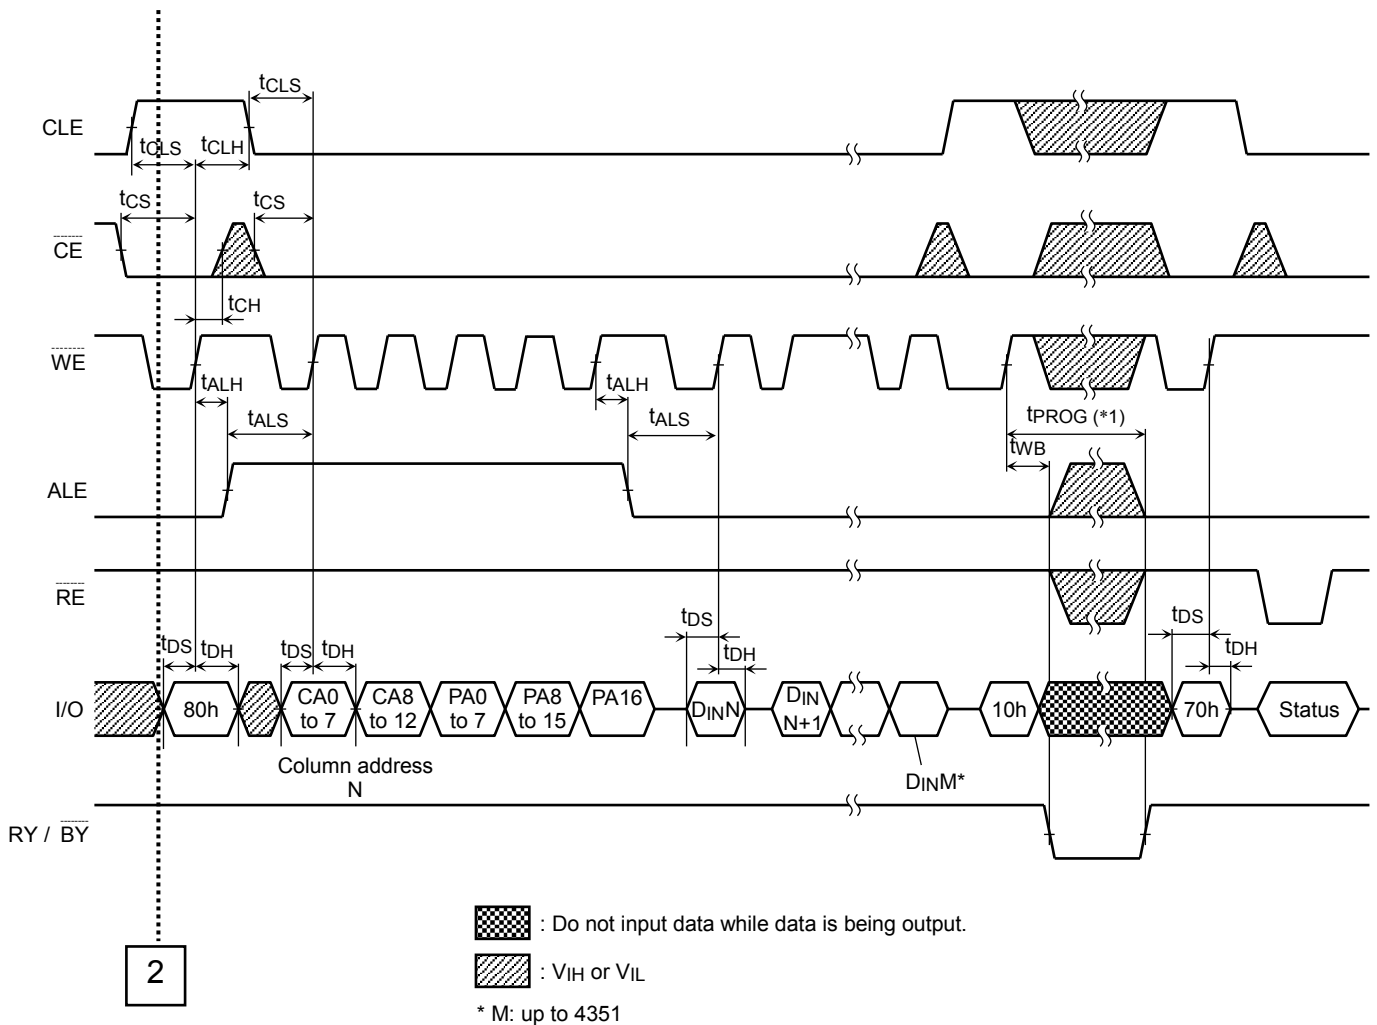 tCLS
CLE
tCLS
tCLH
tCS
tCS
CE
tCH
WE
tALH
tALH
tALS
tALS
tPROG (*1)
tWB
ALE
RE
tDS
tDH
tDS
tDH
tDS
tDH
tDS
tDH
I/O
80h
CA0
to 7
CA8
to 12
PA0
to 7
PA8
to 15
PA16
DINN
DIN
N+1
10h
70h
Status
Column address
N
DINM*
RY / BY
: Do not input data while data is being output.
2
: VIH or VIL
* M: up to 4351